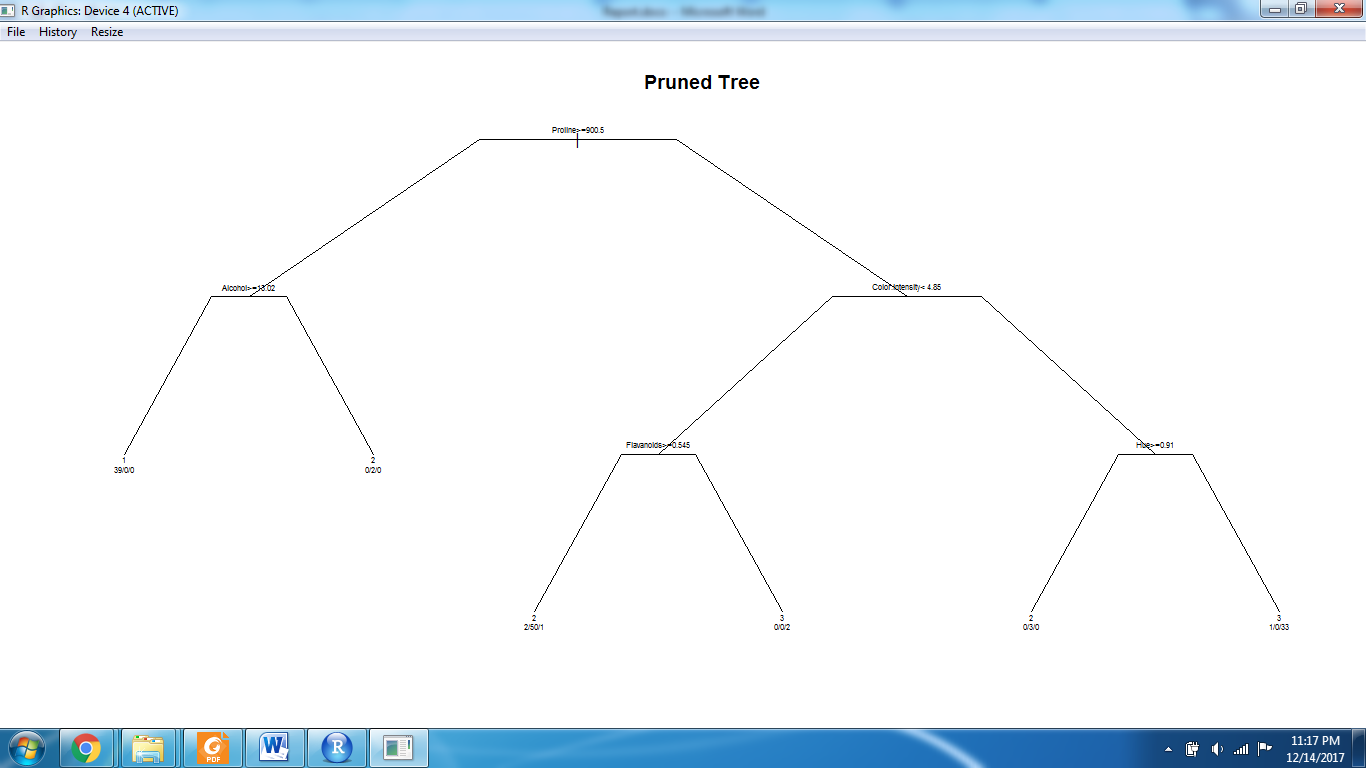 R Graphics: Device 4 (ACTIVE)
File History Resize
Pruned Tree
Proline>=900.5
Alcohol>=13.02
Color.Intensity< 4.85
Flavanoids>=0.545
Hue>=0.91
1
39/0/0
2
0/2/0
2
2/50/1
3
0/0/2
2
0/3/0
3
1/0/33
PDF
W
R
11:17 PM
12/14/2017